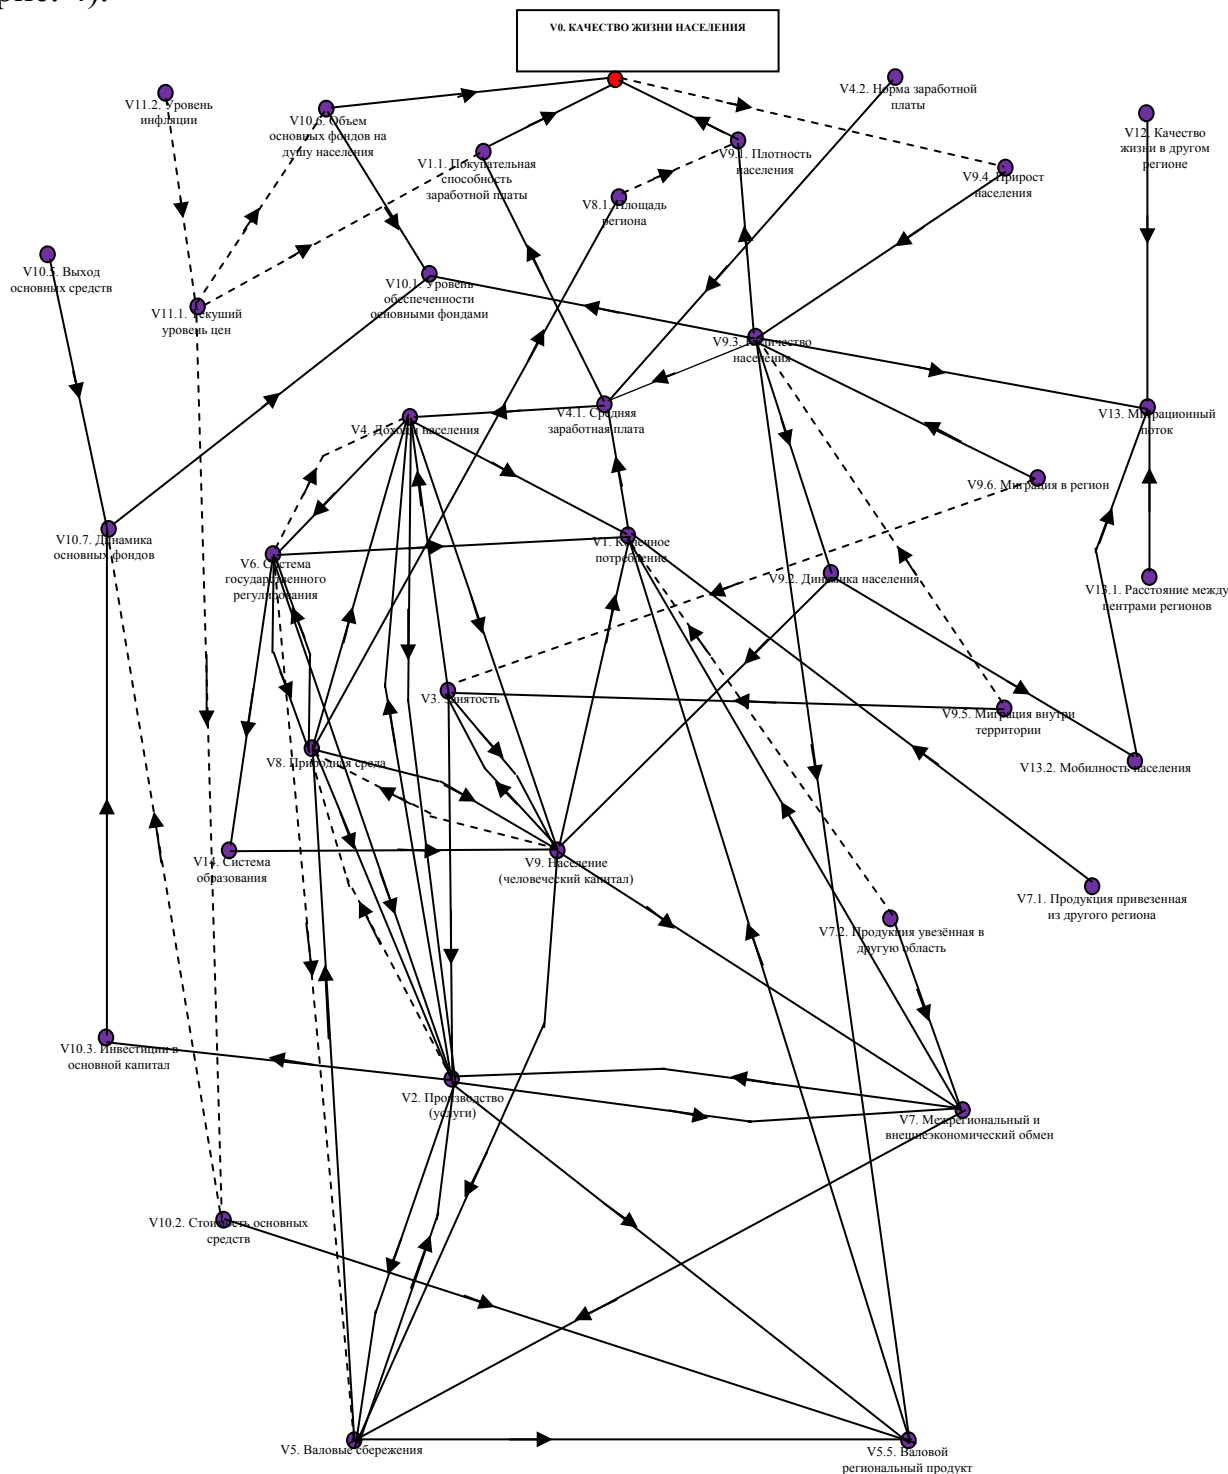 рис. 4).
V0. КАЧЕСТВО ЖИЗНИ НАСЕЛЕНИЯ
V11.2. Уровень
инфляции
V10.6. Объем
основных фондов на
душу населения
V4.2. Норма заработной
платы
V12. Качество
жизни в другом
регионе
V1.1. Покупательная
способность
заработной платы
V9.1. Плотность
населения
V9.4. Прирост
населения
V8.1. Площадь
региона
V10.5. Выход
основных средств
V11.1. Текуший
уровень цен
V10.1. Уровень
обеспеченности
основными фондами
V9.3. Количество
населения
V4. Доходы населения
V4.1. Средняя
заработная плата
V13. Миграционный
поток
V9.6. Миграция в регион
V10.7. Динамика
основных фондов
V6. Система
государственного
регулирования
V1. Конечное
потребление
V9.2. Динамика населения
V13.1. Расстояние между
центрами регионов
V3. Занятость
V9.5. Миграция внутри
территории
V8. Природная среда
V13.2. Мобилность населения
V14. Система
образования
V9. Население
(человеческий капитал)
V7.1. Продукция привезенная
из другого региона
V7.2. Продукция увезённая в
другую область
V10.3. Инвестиции в
основной капитал
V2. Производство
(услуги)
V7. Межрегиональный и
внешнеэкономический обмен
V10.2. Стоимость основных
средств
V5. Валовые сбережения
V5.5. Валовой
региональный продукт